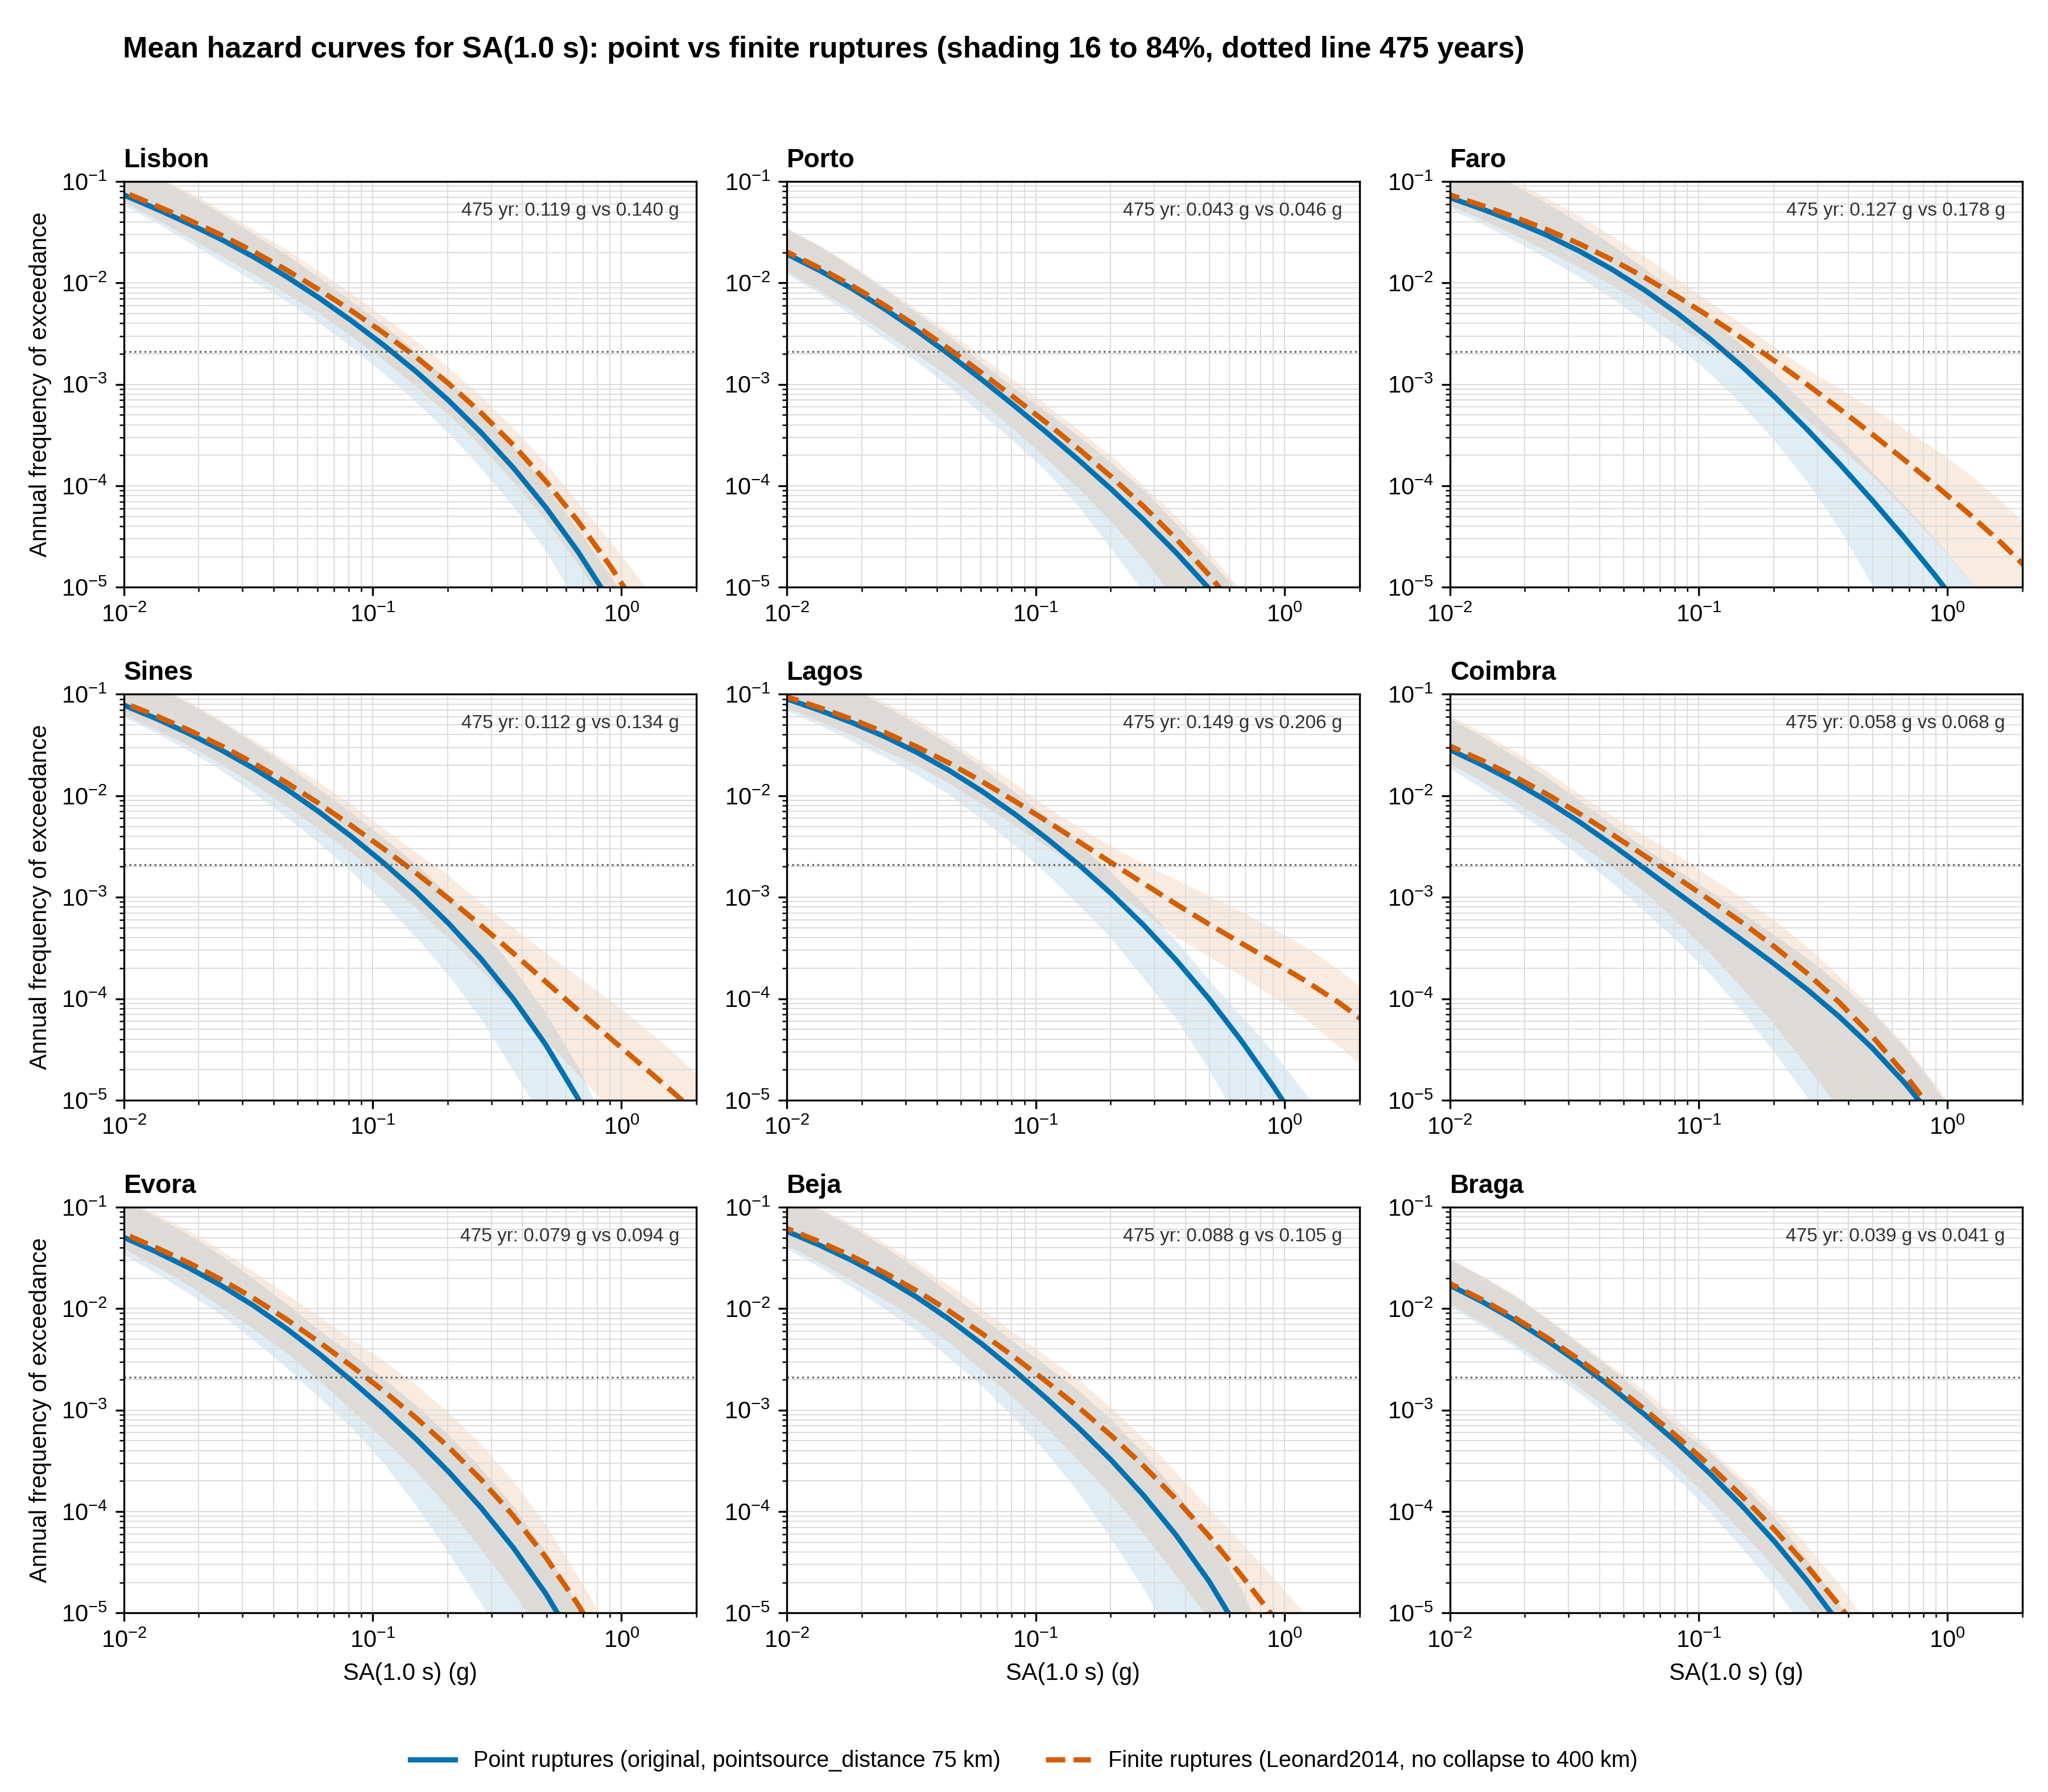 Mean hazard curves for SA(1.0 s): point vs finite ruptures (shading 16 to 84%, dotted line 475 years)
Lisbon
475 yr: 0.119 g vs 0.140 g
Annual frequency of exceedance
10⁻¹
10⁻²
10⁻³
10⁻⁴
10⁻⁵
10⁻² 10⁻¹ 10⁰
Porto
475 yr: 0.043 g vs 0.046 g
10⁻¹
10⁻²
10⁻³
10⁻⁴
10⁻⁵
10⁻² 10⁻¹ 10⁰
Faro
475 yr: 0.127 g vs 0.178 g
10⁻¹
10⁻²
10⁻³
10⁻⁴
10⁻⁵
10⁻² 10⁻¹ 10⁰
Sines
475 yr: 0.112 g vs 0.134 g
Annual frequency of exceedance
10⁻¹
10⁻²
10⁻³
10⁻⁴
10⁻⁵
10⁻² 10⁻¹ 10⁰
Lagos
475 yr: 0.149 g vs 0.206 g
10⁻¹
10⁻²
10⁻³
10⁻⁴
10⁻⁵
10⁻² 10⁻¹ 10⁰
Coimbra
475 yr: 0.058 g vs 0.068 g
10⁻¹
10⁻²
10⁻³
10⁻⁴
10⁻⁵
10⁻² 10⁻¹ 10⁰
Evora
475 yr: 0.079 g vs 0.094 g
Annual frequency of exceedance
10⁻¹
10⁻²
10⁻³
10⁻⁴
10⁻⁵
10⁻² 10⁻¹ 10⁰
SA(1.0 s) (g)
Beja
475 yr: 0.088 g vs 0.105 g
10⁻¹
10⁻²
10⁻³
10⁻⁴
10⁻⁵
10⁻² 10⁻¹ 10⁰
SA(1.0 s) (g)
Braga
475 yr: 0.039 g vs 0.041 g
10⁻¹
10⁻²
10⁻³
10⁻⁴
10⁻⁵
10⁻² 10⁻¹ 10⁰
SA(1.0 s) (g)
Point ruptures (original, pointsource_distance 75 km)
Finite ruptures (Leonard2014, no collapse to 400 km)